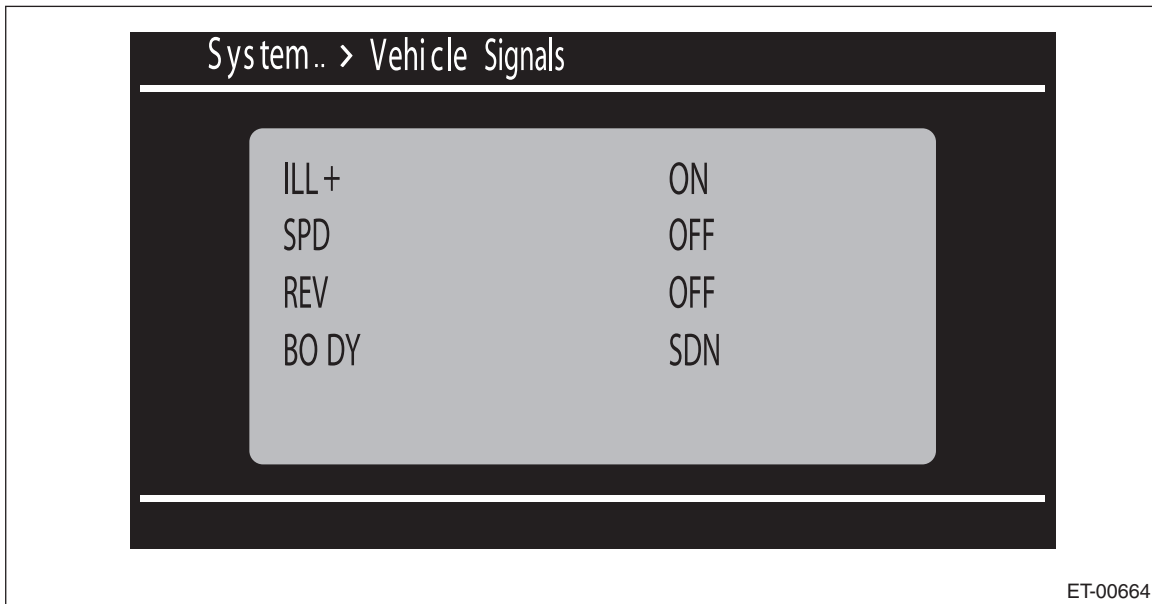 System.. > Vehicle Signals
ILL+ ON
SPD OFF
REV OFF
BODY SDN
ET-00664